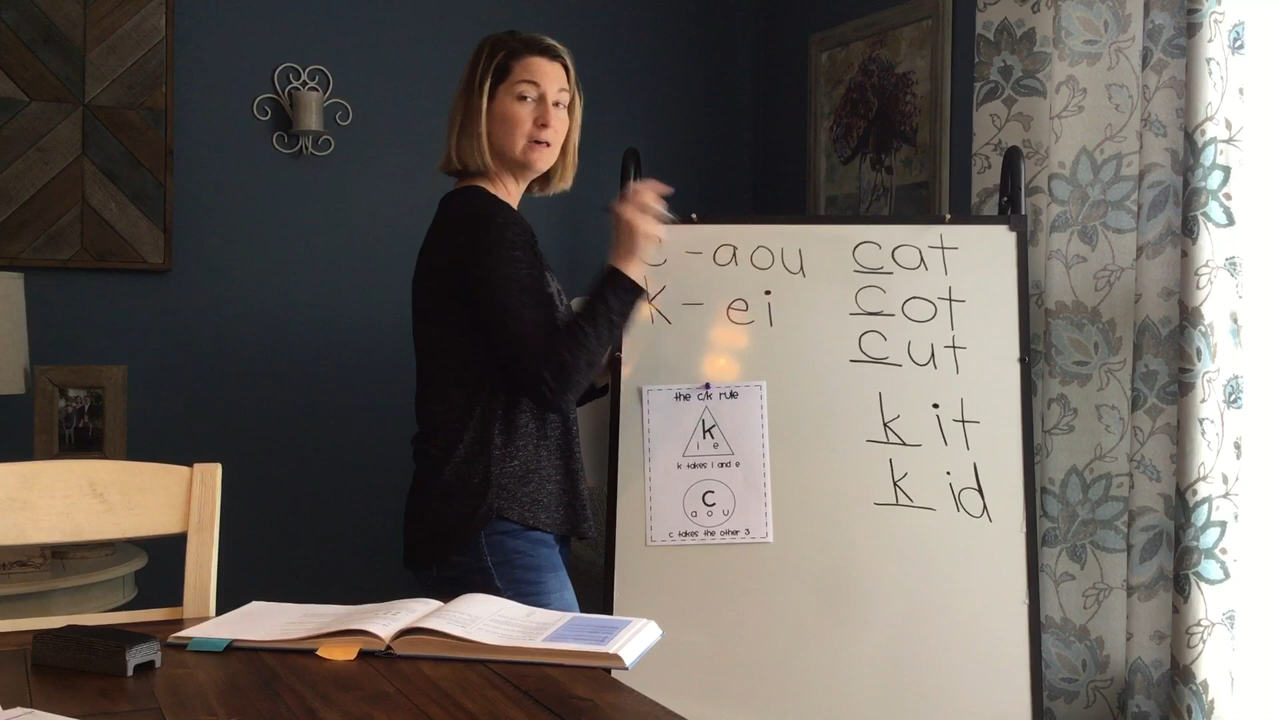 c - aou
k - ei
cat
cot
cut
kit
kid
the c/k rule
k
i e
k takes i and e
c
a o u
c takes the other 3